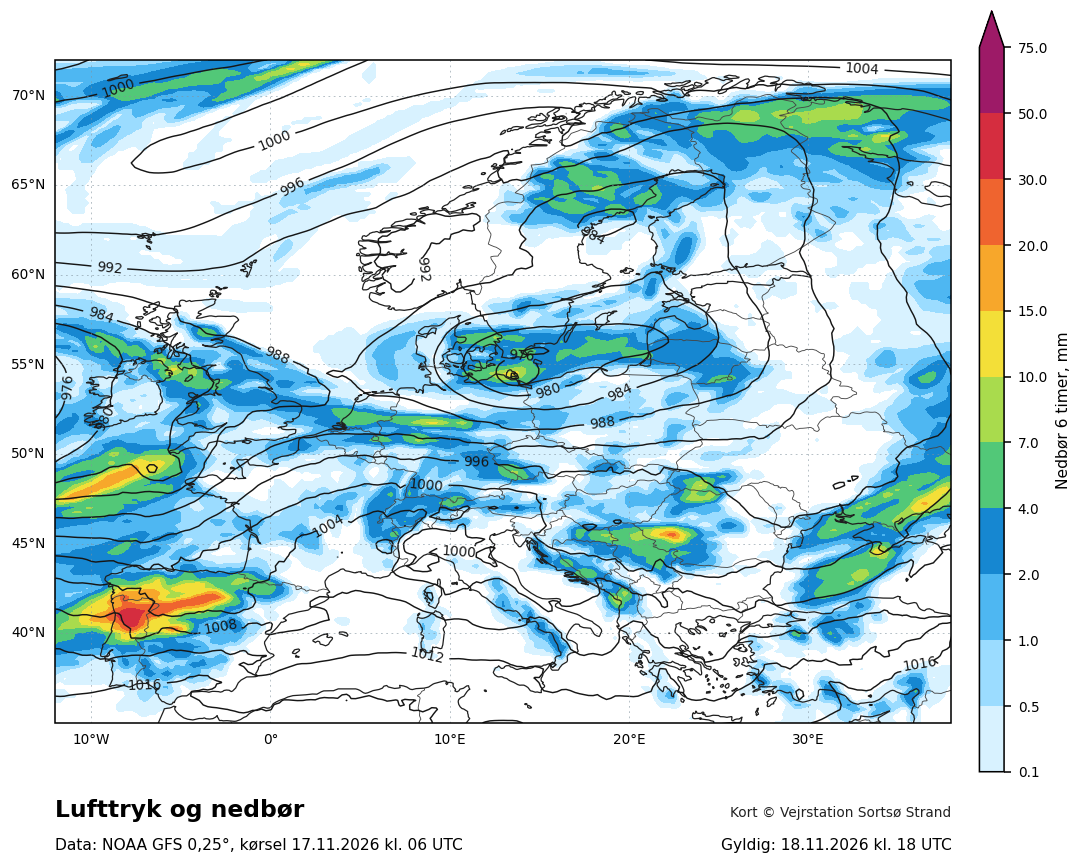 1004
1000
1000
996
992
992
984
984
988
976
976
980
980
984
988
996
1000
1004
1000
1008
1012
1016
1016
70°N
65°N
60°N
55°N
50°N
45°N
40°N
10°W
0°
10°E
20°E
30°E
75.0
50.0
30.0
20.0
15.0
10.0
7.0
4.0
2.0
1.0
0.5
0.1
Nedbør 6 timer, mm
Lufttryk og nedbør
Kort © Vejrstation Sortsø Strand
Data: NOAA GFS 0,25°, kørsel 17.11.2026 kl. 06 UTC
Gyldig: 18.11.2026 kl. 18 UTC